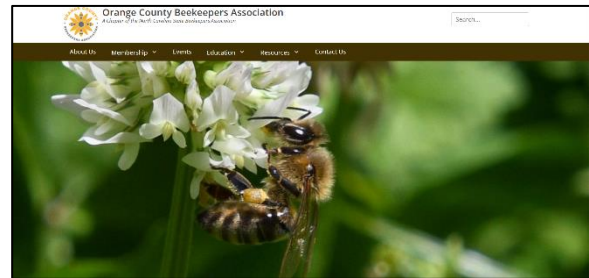 Orange County Beekeepers Association
A chapter of the North Carolina State Beekeepers Association
Search...
About Us
Membership
Events
Education
Resources
Contact Us